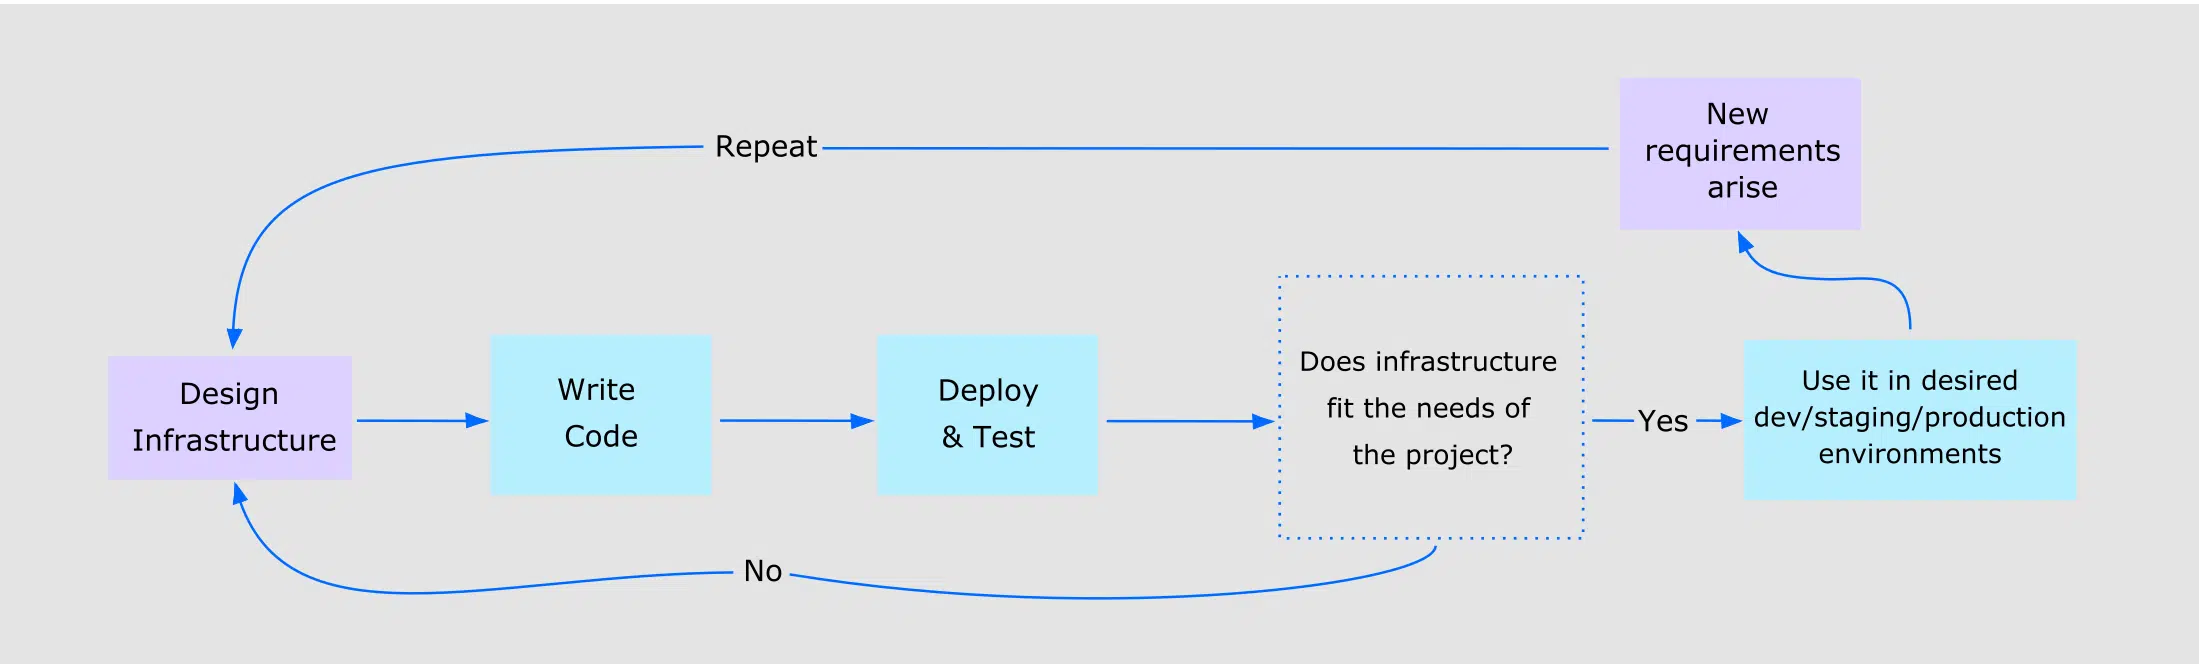 New
requirements
arise
Repeat
Design
Infrastructure
Write
Code
Deploy
& Test
Does infrastructure
fit the needs of
the project?
Yes
Use it in desired
dev/staging/production
environments
No